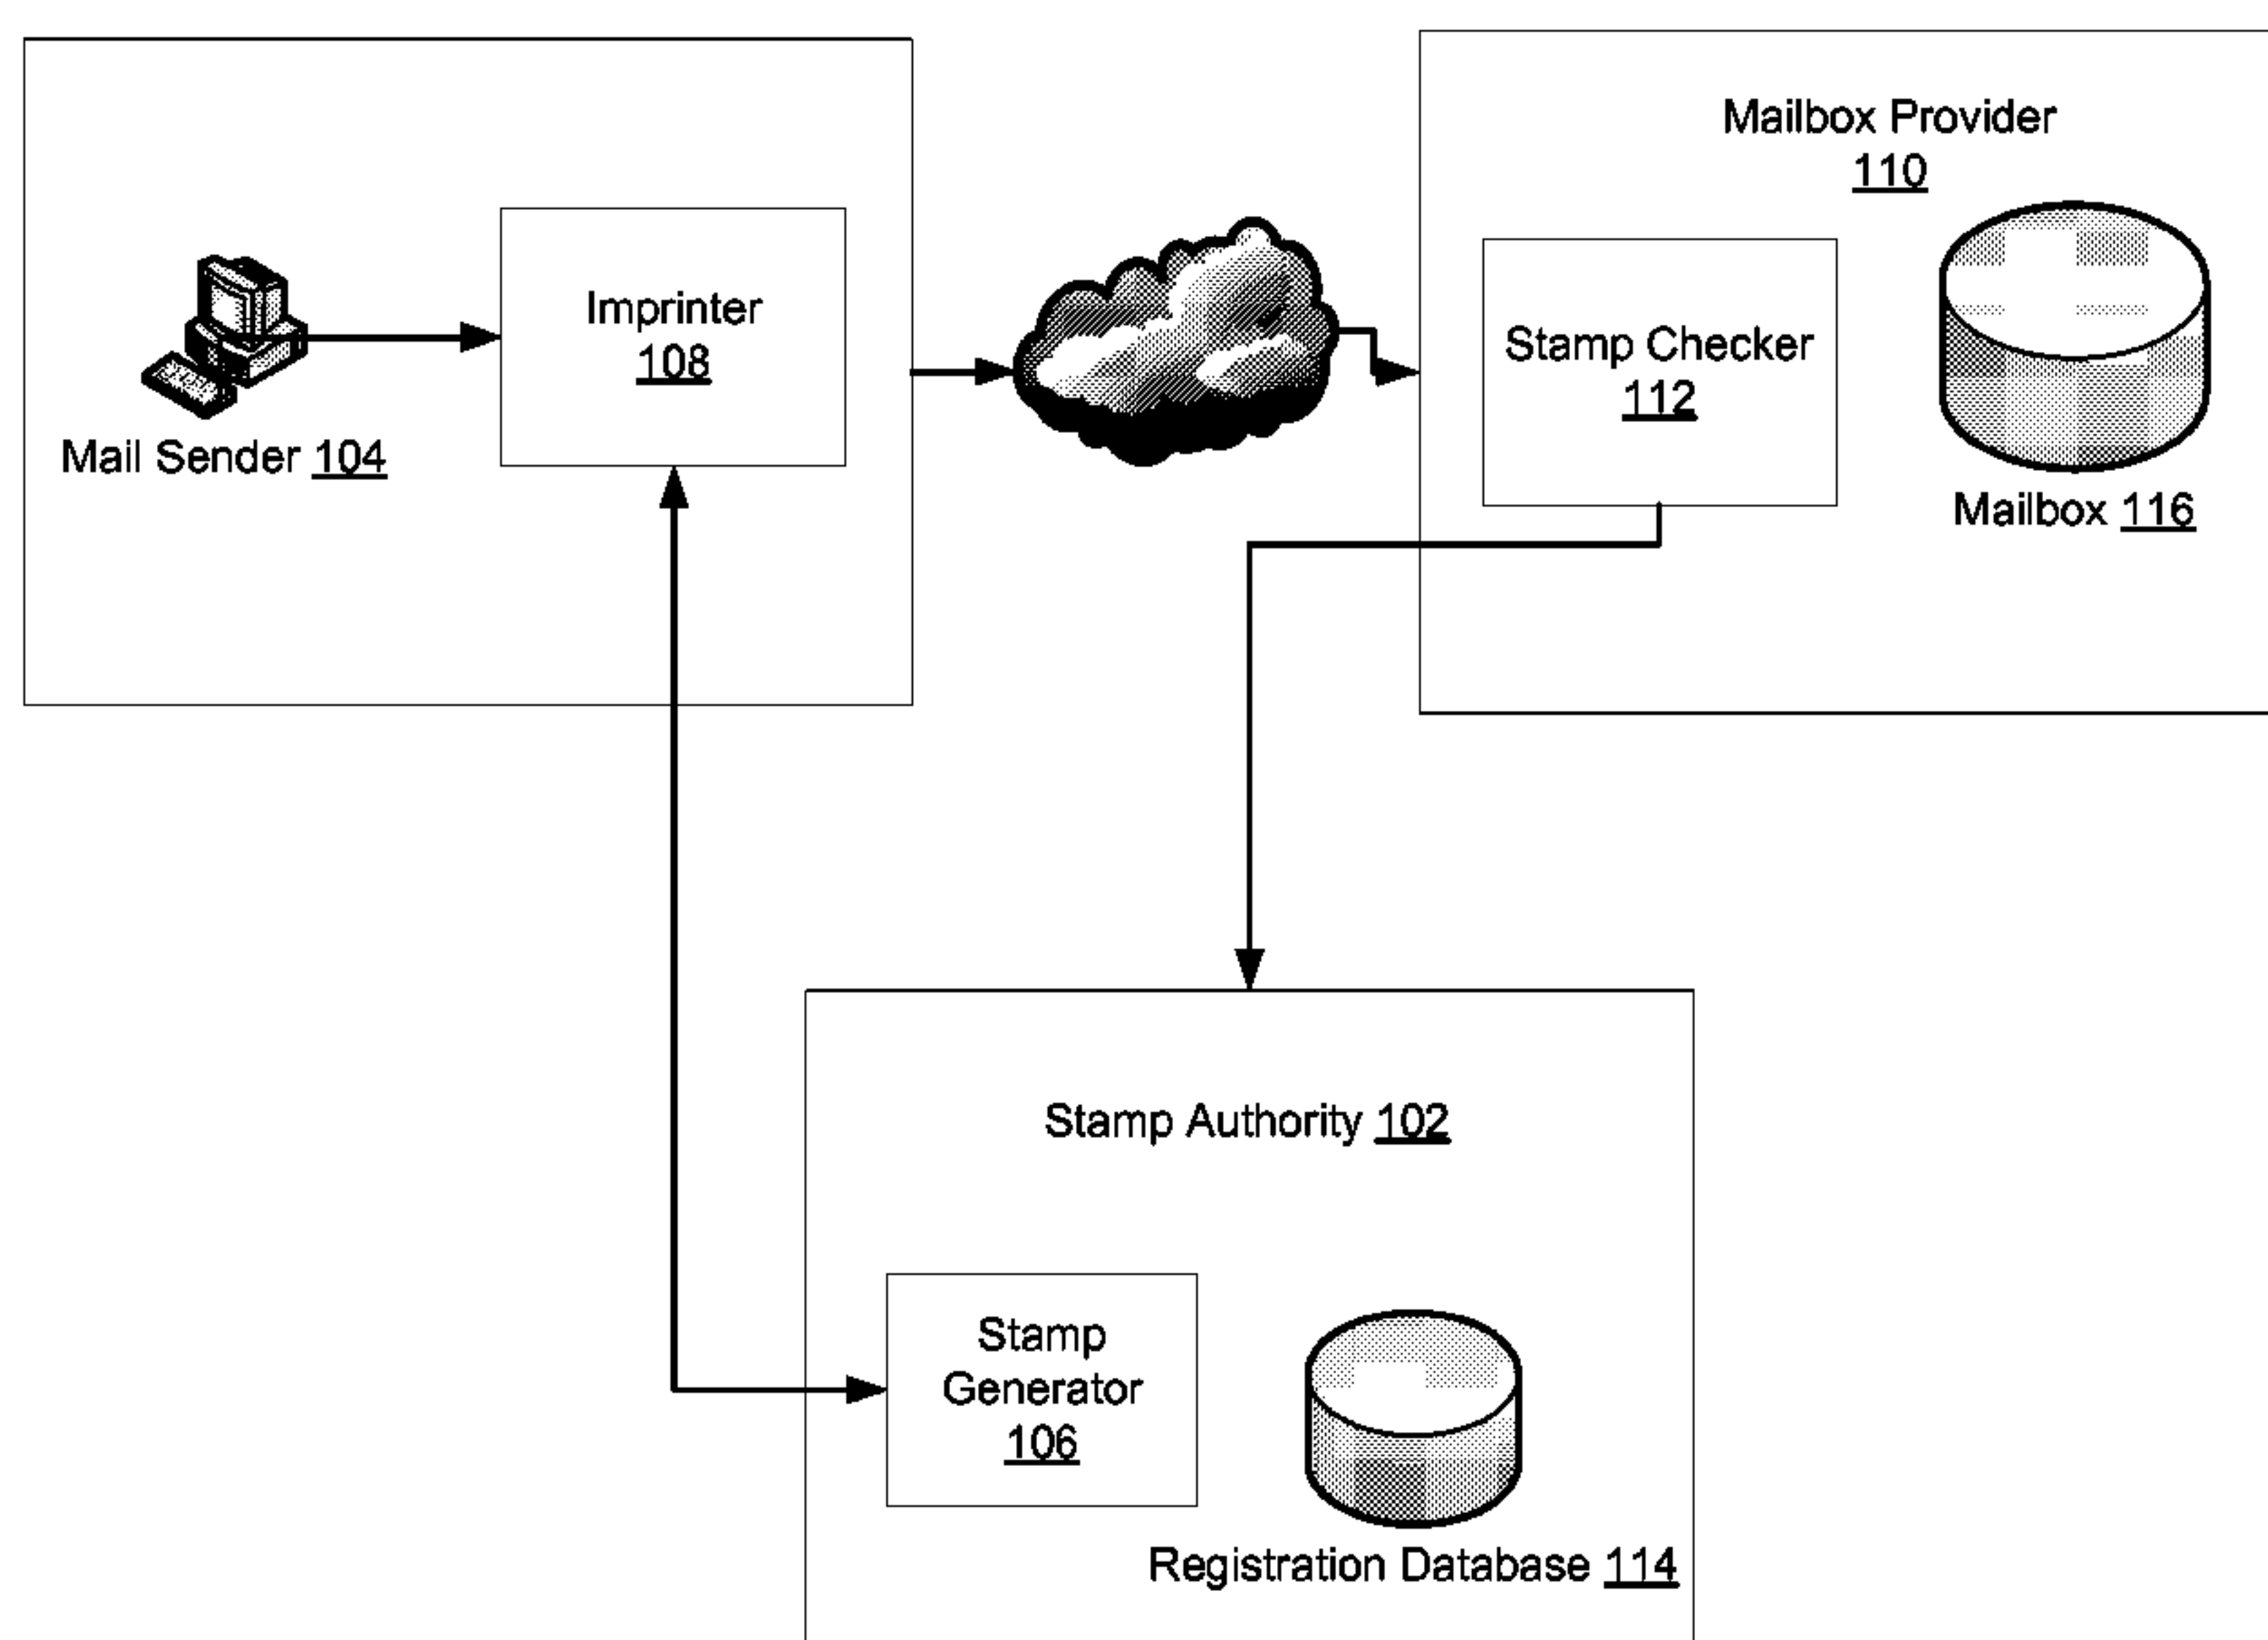 Mailbox Provider
110
Imprinter
108
Stamp Checker
112
Mail Sender 104
Mailbox 116
Stamp Authority 102
Stamp
Generator
106
Registration Database 114